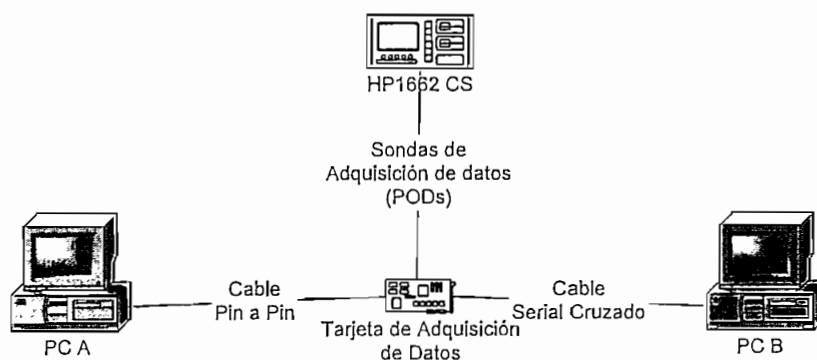 HP1662 CS
Sondas de
Adquisición de datos
(PODs)
Cable
Pin a Pin
Cable
Serial Cruzado
PC A
Tarjeta de Adquisición
de Datos
PC B